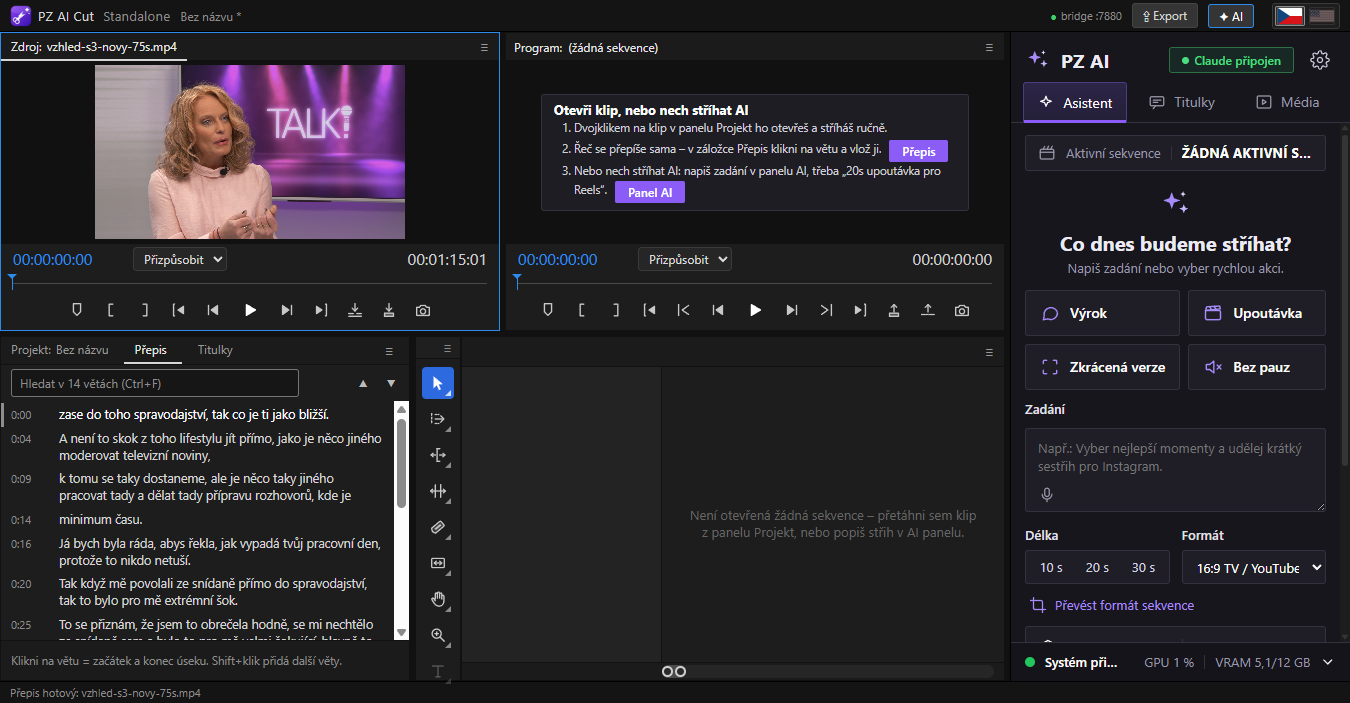 PZ AI Cut Standalone Bez názvu *
bridge :7880 Export AI
Zdroj: vzhled-s3-novy-75s.mp4
TALK!
00:00:00:00 Přizpůsobit 00:01:15:01
Program: (žádná sekvence)
Otevři klip, nebo nech stříhat AI
1. Dvojklikem na klip v panelu Projekt ho otevřeš a stříháš ručně.
2. Řeč se přepíše sama – v záložce Přepis klikni na větu a vlož ji. Přepis
3. Nebo nech stříhat AI: napiš zadání v panelu AI, třeba „20s upoutávka pro
Reels“. Panel AI
00:00:00:00 Přizpůsobit 00:00:00:00
Projekt: Bez názvu Přepis Titulky
Hledat v 14 větách (Ctrl+F)
0:00 zase do toho spravodajství, tak co je ti jako bližší.
0:04 A není to skok z toho lifestylu jít přímo, jako je něco jiného
moderovat televizní noviny,
0:09 k tomu se taky dostaneme, ale je něco taky jiného
pracovat tady a dělat tady přípravu rozhovorů, kde je
0:14 minimum času.
0:16 Já bych byla ráda, abys řekla, jak vypadá tvůj pracovní den,
protože to nikdo netuší.
0:20 Tak když mě povolali ze snídaně přímo do spravodajství,
tak to bylo pro mě extrémní šok.
0:25 To se přiznám, že jsem to obrečela hodně, se mi nechtělo
Klikni na větu = začátek a konec úseku. Shift+klik přidá další věty.
Přepis hotový: vzhled-s3-novy-75s.mp4
Není otevřená žádná sekvence – přetáhni sem klip
z panelu Projekt, nebo popiš střih v AI panelu.
PZ AI Claude připojen
Asistent Titulky Média
Aktivní sekvence ŽÁDNÁ AKTIVNÍ S...
Co dnes budeme stříhat?
Napiš zadání nebo vyber rychlou akci.
Výrok Upoutávka
Zkrácená verze Bez pauz
Zadání
Např.: Vyber nejlepší momenty a udělej krátký
sestřih pro Instagram.
Délka Formát
10 s 20 s 30 s 16:9 TV / YouTube
Převést formát sekvence
Systém při... GPU 1 % VRAM 5,1/12 GB